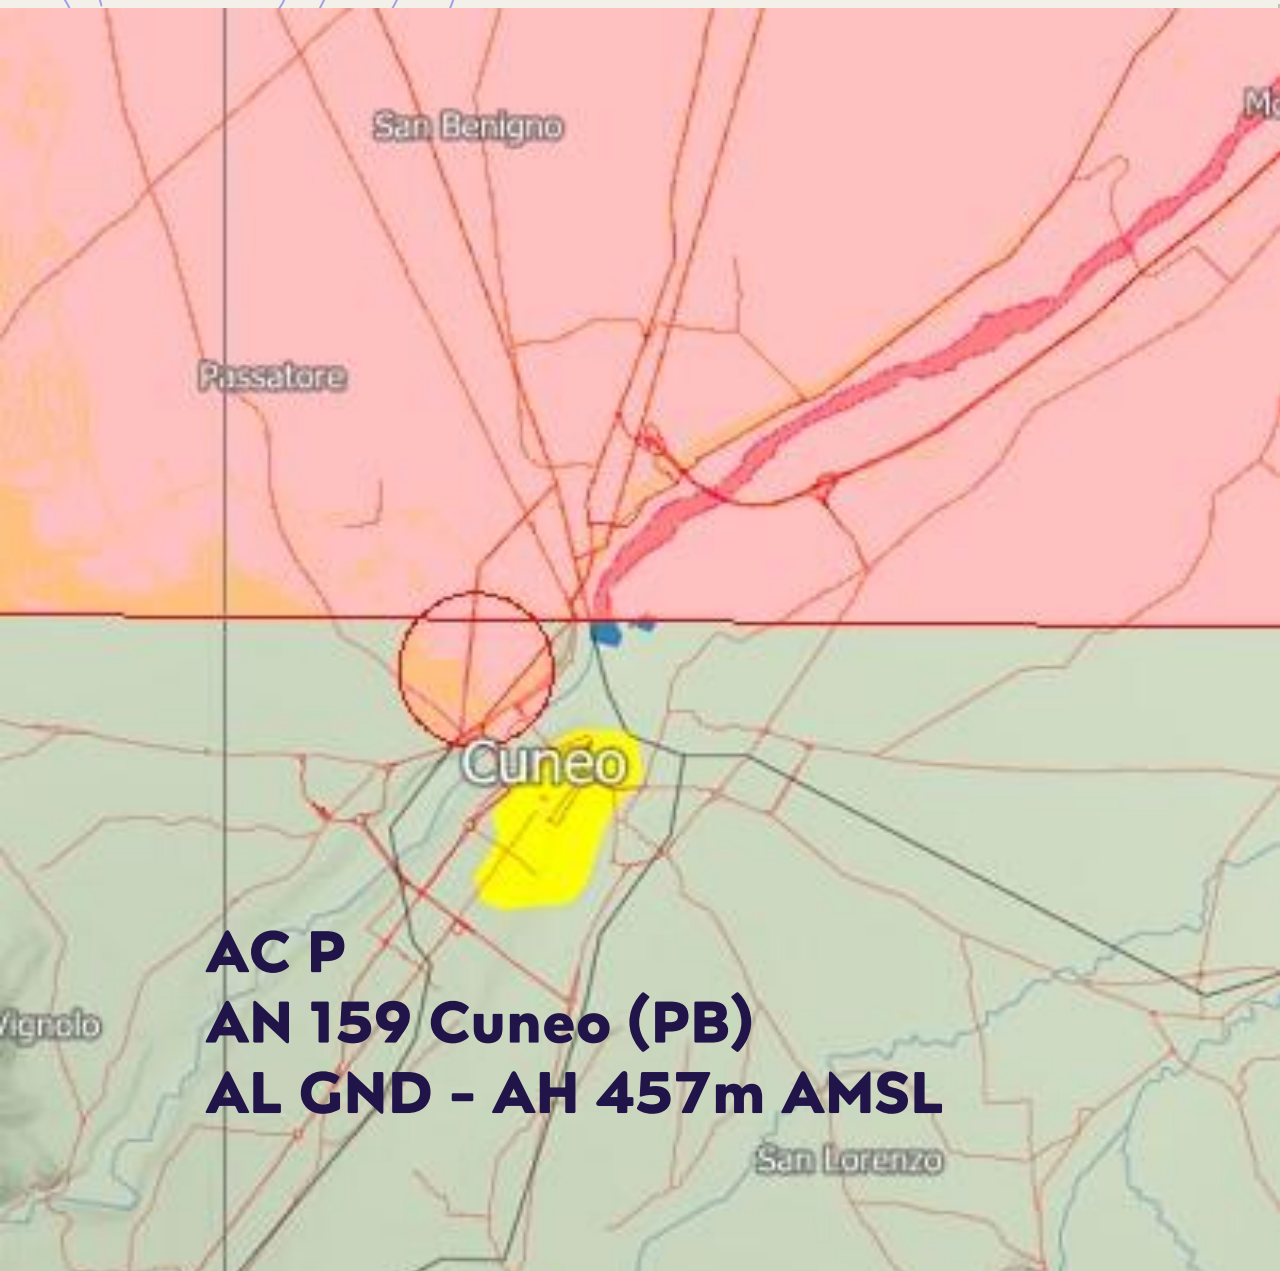 San Benigno
Passatore
Cuneo
AC P
AN 159 Cuneo (PB)
Vignolo
AL GND - AH 457m AMSL
San Lorenzo